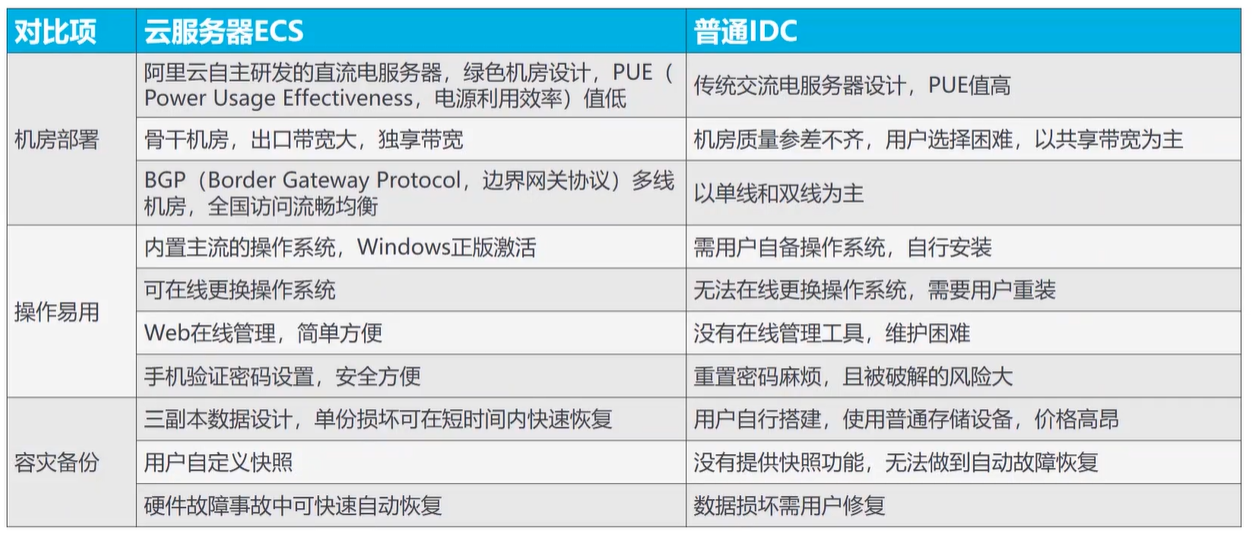 对比项 云服务器ECS 普通IDC
机房部署
阿里云自主研发的直流电服务器，绿色机房设计，PUE（
Power Usage Effectiveness，电源利用效率）值低
传统交流电服务器设计，PUE值高
骨干机房，出口带宽大，独享带宽
机房质量参差不齐，用户选择困难，以共享带宽为主
BGP（Border Gateway Protocol，边界网关协议）多线
机房，全国访问流畅均衡
以单线和双线为主
操作易用
内置主流的操作系统，Windows正版激活
需用户自备操作系统，自行安装
可在线更换操作系统
无法在线更换操作系统，需要用户重装
Web在线管理，简单方便
没有在线管理工具，维护困难
手机验证密码设置，安全方便
重置密码麻烦，且被破解的风险大
容灾备份
三副本数据设计，单份损坏可在短时间内快速恢复
用户自行搭建，使用普通存储设备，价格高昂
用户自定义快照
没有提供快照功能，无法做到自动故障恢复
硬件故障事故中可快速自动恢复
数据损坏需用户修复